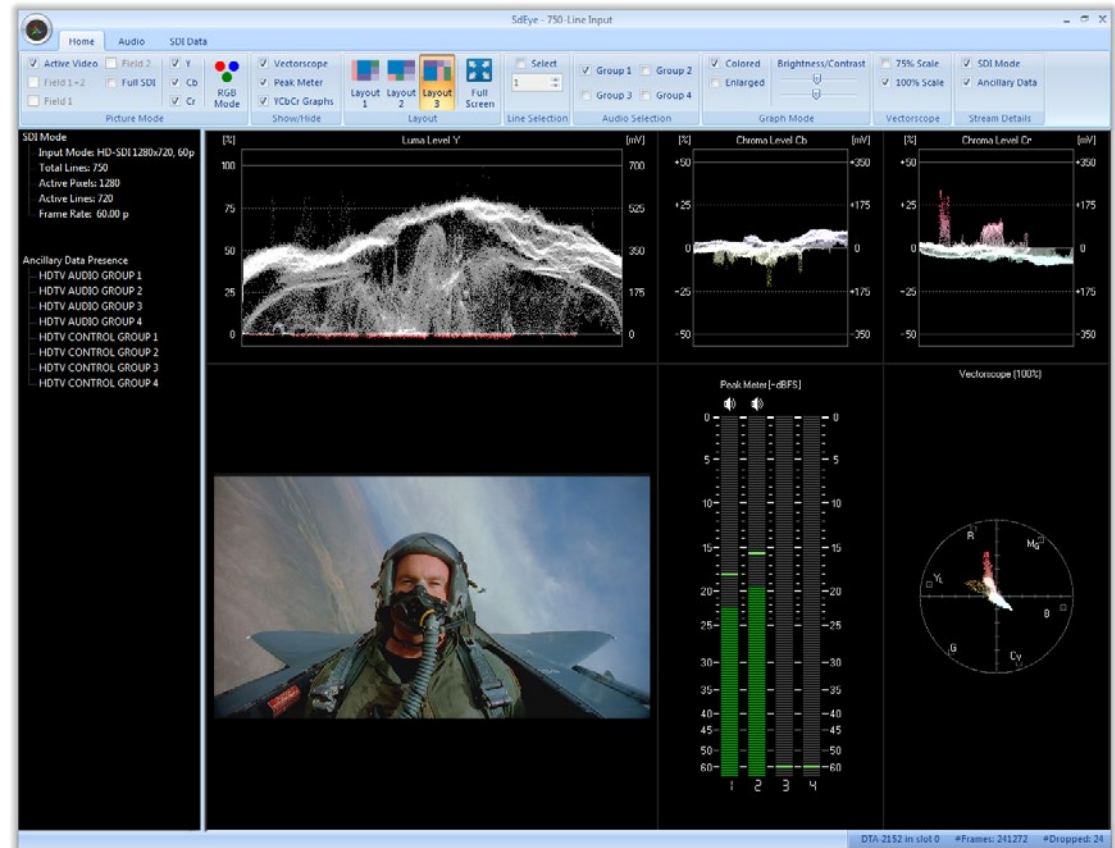 SdEye - 750-Line Input
Home Audio SDI Data
Active Video Field 2 Y
Field 1+2 Full SDI Cb
Field 1 Cr
RGB Mode
Picture Mode
Vectorscope
Peak Meter
YCbCr Graphs
Show/Hide
Layout 1 Layout 2 Layout 3 Full Screen
Layout
Select
1
Line Selection
Group 1 Group 2
Group 3 Group 4
Audio Selection
Colored Brightness/Contrast
Enlarged
Graph Mode
75% Scale
100% Scale
Vectorscope
SDI Mode
Ancillary Data
Stream Details
SDI Mode
Input Mode: HD-SDI 1280x720, 60p
Total Lines: 750
Active Pixels: 1280
Active Lines: 720
Frame Rate: 60.00 p
Ancillary Data Presence
HDTV AUDIO GROUP 1
HDTV AUDIO GROUP 2
HDTV AUDIO GROUP 3
HDTV AUDIO GROUP 4
HDTV CONTROL GROUP 1
HDTV CONTROL GROUP 2
HDTV CONTROL GROUP 3
HDTV CONTROL GROUP 4
[%] Luma Level Y [mV]
100 700
75 525
50 350
25 175
0 0
[%] Chroma Level Cb [mV]
+50 +350
+25 +175
0 0
-25 +175
-50 -350
[%] Chroma Level Cr [mV]
+50 +350
+25 +175
0 0
-25 +175
-50 -350
Peak Meter [-dBFS]
0 0
5 5
10 10
15 15
20 20
25 25
30 30
35 35
40 40
45 45
50 50
60 60
1 2 3 4
Vectorscope (100%)
R MG
YL
B
G CY
DTA-2152 in slot 0 #Frames: 241272 #Dropped: 24